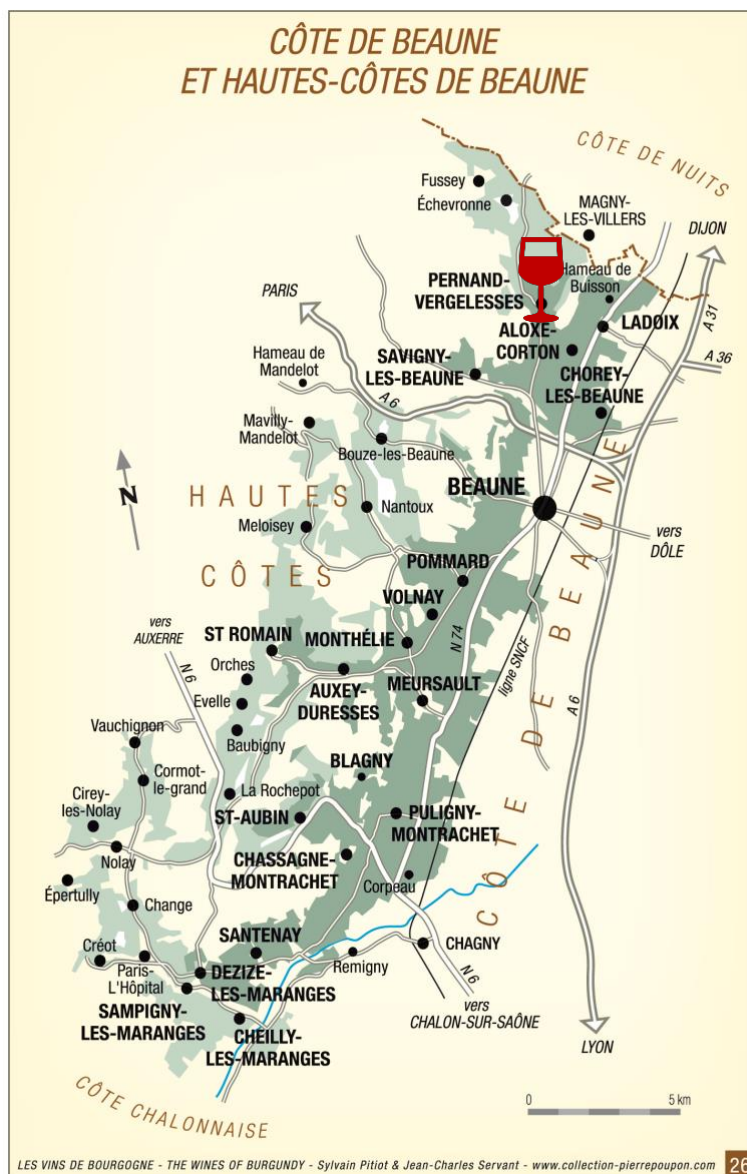 CÔTE DE BEAUNE
ET HAUTES-CÔTES DE BEAUNE
CÔTE DE NUITS
Fussey
Échevronne
MAGNY-
LES-VILLERS
DIJON
Hameau de
Buisson
PERNAND-
VERGELESSES
PARIS
A 31
LADOIX
ALOXE-
CORTON
SAVIGNY-
LES-BEAUNE
A 36
Hameau de
Mandelot
CHOREY-
LES-BEAUNE
A 6
Mavilly-
Mandelot
Bouze-les-Beaune
BEAUNE
N
HAUTES
Nantoux
Meloisey
vers
DÔLE
CÔTES
POMMARD
VOLNAY
vers
AUXERRE
ST ROMAIN
MONTHÉLIE
N 74
N 6
Orches
AUXEY-
DURESSES
MEURSAULT
ligne SNCF
CÔTE DE BEAUNE
A 6
Evelle
Baubigny
Vauchignon
BLAGNY
Cormot-
le-grand
La Rochepot
Cirey-
les-Nolay
ST-AUBIN
PULIGNY-
MONTRACHET
Nolay
CHASSAGNE-
MONTRACHET
Corpeau
Épertully
Change
SANTENAY
CHAGNY
Créot
Paris-
L'Hôpital
Remigny
N 6
DEZIZE-
LES-MARANGES
SAMPIGNY-
LES-MARANGES
vers
CHALON-SUR-SAÔNE
CHEILLY-
LES-MARANGES
LYON
CÔTE CHALONNAISE
0 5 km
LES VINS DE BOURGOGNE - THE WINES OF BURGUNDY - Sylvain Pitiot & Jean-Charles Servant - www.collection-pierrepoupon.com 26